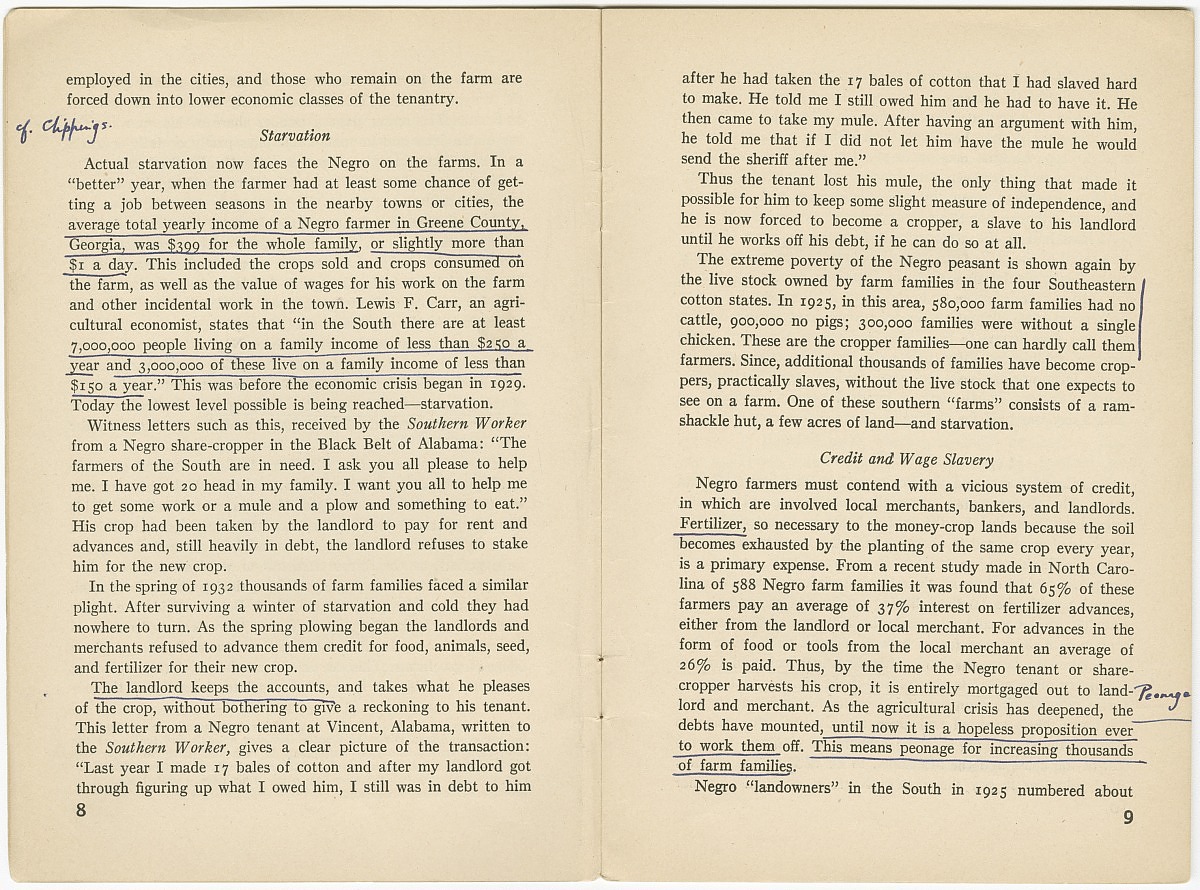 employed in the cities, and those who remain on the farm are
forced down into lower economic classes of the tenantry.
cf. Clippings.
Starvation
Actual starvation now faces the Negro on the farms. In a
“better” year, when the farmer had at least some chance of get-
ting a job between seasons in the nearby towns or cities, the
average total yearly income of a Negro farmer in Greene County,
Georgia, was $399 for the whole family, or slightly more than
$1 a day. This included the crops sold and crops consumed on
the farm, as well as the value of wages for his work on the farm
and other incidental work in the town. Lewis F. Carr, an agri-
cultural economist, states that “in the South there are at least
7,000,000 people living on a family income of less than $250 a
year and 3,000,000 of these live on a family income of less than
$150 a year.” This was before the economic crisis began in 1929.
Today the lowest level possible is being reached—starvation.
Witness letters such as this, received by the Southern Worker
from a Negro share-cropper in the Black Belt of Alabama: “The
farmers of the South are in need. I ask you all please to help
me. I have got 20 head in my family. I want you all to help me
to get some work or a mule and a plow and something to eat.”
His crop had been taken by the landlord to pay for rent and
advances and, still heavily in debt, the landlord refuses to stake
him for the new crop.
In the spring of 1932 thousands of farm families faced a similar
plight. After surviving a winter of starvation and cold they had
nowhere to turn. As the spring plowing began the landlords and
merchants refused to advance them credit for food, animals, seed,
and fertilizer for their new crop.
The landlord keeps the accounts, and takes what he pleases
of the crop, without bothering to give a reckoning to his tenant.
This letter from a Negro tenant at Vincent, Alabama, written to
the Southern Worker, gives a clear picture of the transaction:
“Last year I made 17 bales of cotton and after my landlord got
through figuring up what I owed him, I still was in debt to him
8
after he had taken the 17 bales of cotton that I had slaved hard
to make. He told me I still owed him and he had to have it. He
then came to take my mule. After having an argument with him,
he told me that if I did not let him have the mule he would
send the sheriff after me.”
Thus the tenant lost his mule, the only thing that made it
possible for him to keep some slight measure of independence, and
he is now forced to become a cropper, a slave to his landlord
until he works off his debt, if he can do so at all.
The extreme poverty of the Negro peasant is shown again by
the live stock owned by farm families in the four Southeastern
cotton states. In 1925, in this area, 580,000 farm families had no
cattle, 900,000 no pigs; 300,000 families were without a single
chicken. These are the cropper families—one can hardly call them
farmers. Since, additional thousands of families have become crop-
pers, practically slaves, without the live stock that one expects to
see on a farm. One of these southern “farms” consists of a ram-
shackle hut, a few acres of land—and starvation.
Credit and Wage Slavery
Negro farmers must contend with a vicious system of credit,
in which are involved local merchants, bankers, and landlords.
Fertilizer, so necessary to the money-crop lands because the soil
becomes exhausted by the planting of the same crop every year,
is a primary expense. From a recent study made in North Caro-
lina of 588 Negro farm families it was found that 65% of these
farmers pay an average of 37% interest on fertilizer advances,
either from the landlord or local merchant. For advances in the
form of food or tools from the local merchant an average of
26% is paid. Thus, by the time the Negro tenant or share-
cropper harvests his crop, it is entirely mortgaged out to land-
Peonage
lord and merchant. As the agricultural crisis has deepened, the
debts have mounted, until now it is a hopeless proposition ever
to work them off. This means peonage for increasing thousands
of farm families.
Negro “landowners” in the South in 1925 numbered about
9